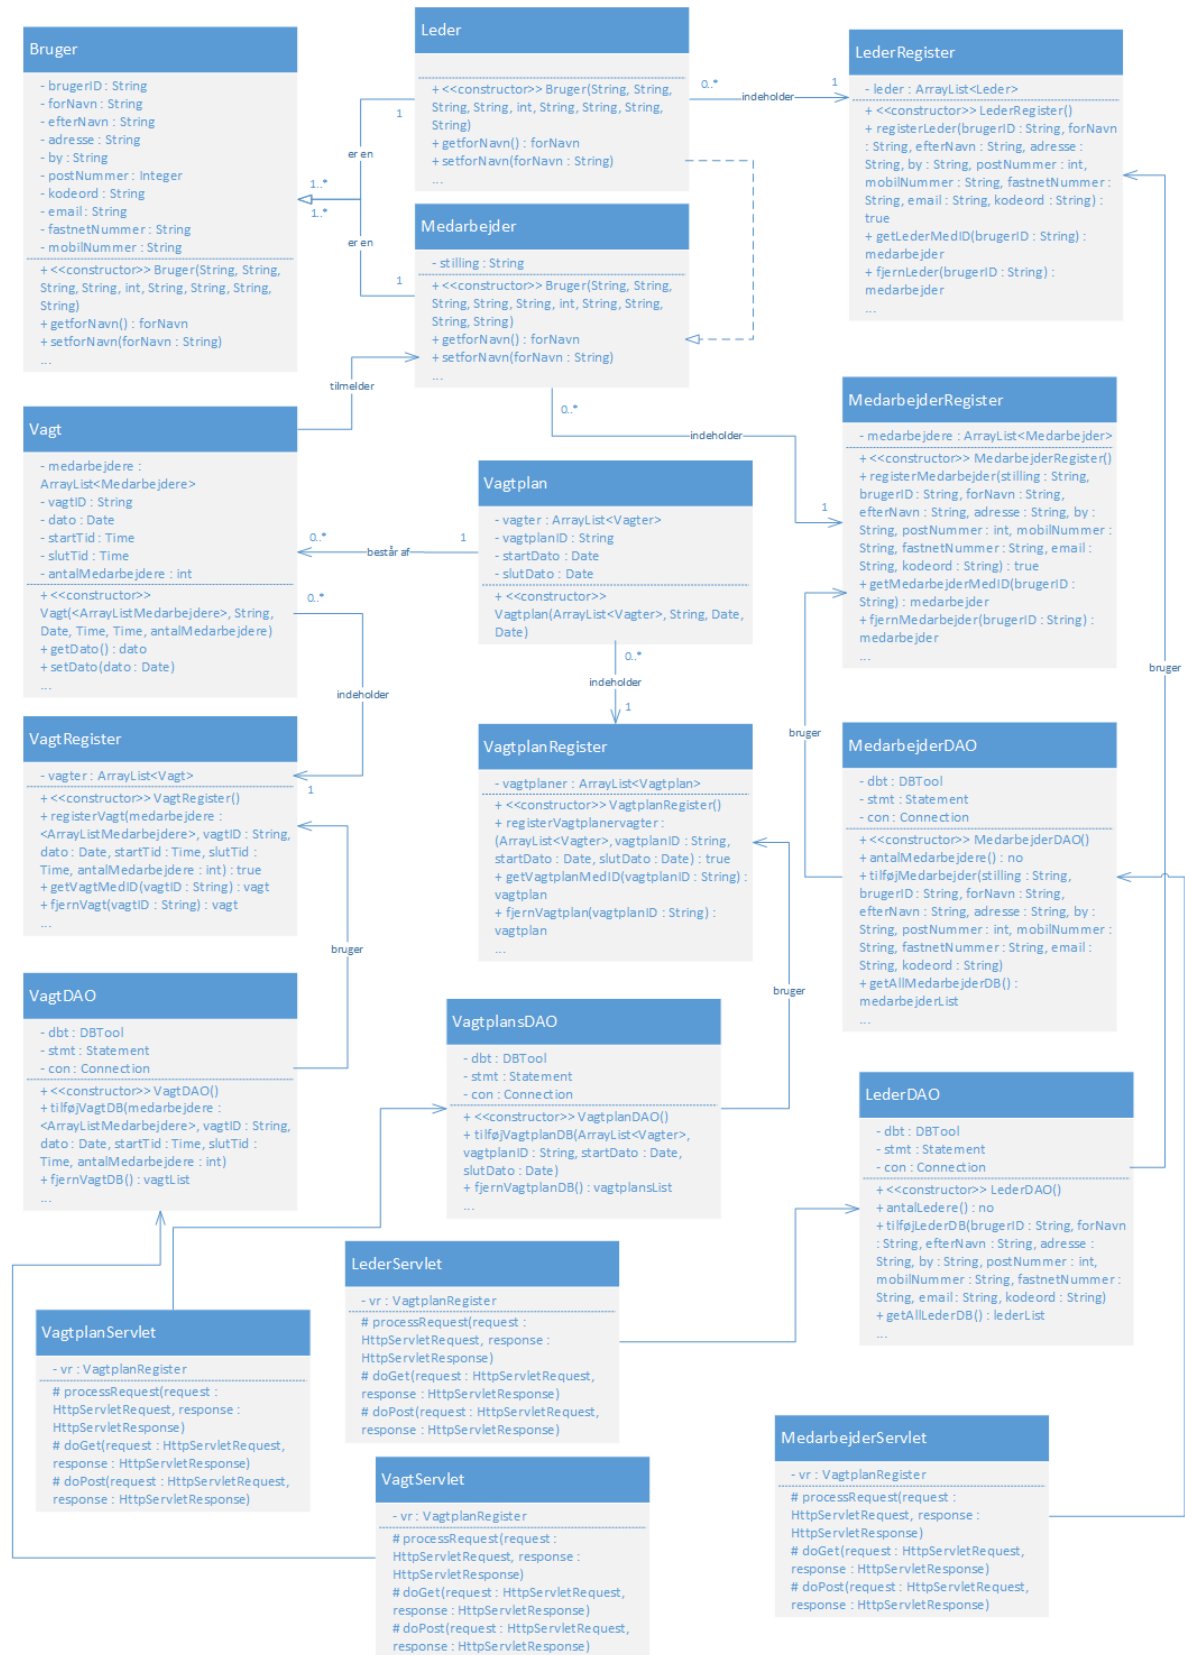 Bruger
- brugerID : String
- forNavn : String
- efterNavn : String
- adresse : String
- by : String
- postNummer : Integer
- kodeord : String
- email : String
- fastnetNummer : String
- mobilNummer : String
+ <<constructor>> Bruger(String, String,
String, String, int, String, String, String,
String)
+ getforNavn() : forNavn
+ setforNavn(forNavn : String)
...
Leder
+ <<constructor>> Bruger(String, String,
String, String, int, String, String, String,
String)
+ getforNavn() : forNavn
+ setforNavn(forNavn : String)
...
1
er en
1..*
1..*
er en
1
0..*
indeholder
1
LederRegister
- leder : ArrayList<Leder>
+ <<constructor>> LederRegister()
+ registerLeder(brugerID : String, forNavn
: String, efterNavn : String, adresse :
String, by : String, postNummer : int,
mobilNummer : String, fastnetNummer :
String, email : String, kodeord : String) :
true
+ getLederMedID(brugerID : String) :
medarbejder
+ fjernLeder(brugerID : String) :
medarbejder
...
Medarbejder
- stilling : String
+ <<constructor>> Bruger(String, String,
String, String, String, int, String, String,
String, String)
+ getforNavn() : forNavn
+ setforNavn(forNavn : String)
...
tilmelder
0..*
indeholder
1
Vagt
- medarbejdere :
ArrayList<Medarbejdere>
- vagtID : String
- dato : Date
- startTid : Time
- slutTid : Time
- antalMedarbejdere : int
+ <<constructor>>
Vagt(<ArrayListMedarbejdere>, String,
Date, Time, Time, antalMedarbejdere)
+ getDato() : dato
+ setDato(dato : Date)
...
0..*
består af
1
0..*
indeholder
1
Vagtplan
- vagter : ArrayList<Vagter>
- vagtplanID : String
- startDato : Date
- slutDato : Date
+ <<constructor>>
Vagtplan(ArrayList<Vagter>, String, Date,
Date)
0..*
indeholder
1
MedarbejderRegister
- medarbejdere : ArrayList<Medarbejder>
+ <<constructor>> MedarbejderRegister()
+ registerMedarbejder(stilling : String,
brugerID : String, forNavn : String,
efterNavn : String, adresse : String, by :
String, postNummer : int, mobilNummer :
String, fastnetNummer : String, email :
String, kodeord : String) : true
+ getMedarbejderMedID(brugerID :
String) : medarbejder
+ fjernMedarbejder(brugerID : String) :
medarbejder
...
bruger
bruger
VagtRegister
- vagter : ArrayList<Vagt>
+ <<constructor>> VagtRegister()
+ registerVagt(medarbejdere :
<ArrayListMedarbejdere>, vagtID : String,
dato : Date, startTid : Time, slutTid :
Time, antalMedarbejdere : int) : true
+ getVagtMedID(vagtID : String) : vagt
+ fjernVagt(vagtID : String) : vagt
...
bruger
VagtplanRegister
- vagtplaner : ArrayList<Vagtplan>
+ <<constructor>> VagtplanRegister()
+ registerVagtplanervagter :
(ArrayList<Vagter>, vagtplanID : String,
startDato : Date, slutDato : Date) : true
+ getVagtplanMedID(vagtplanID : String) :
vagtplan
+ fjernVagtplan(vagtplanID : String) :
vagtplan
...
bruger
MedarbejderDAO
- dbt : DBTool
- stmt : Statement
- con : Connection
+ <<constructor>> MedarbejderDAO()
+ antalMedarbejdere() : no
+ tilføjMedarbejder(stilling : String,
brugerID : String, forNavn : String,
efterNavn : String, adresse : String, by :
String, postNummer : int, mobilNummer :
String, fastnetNummer : String, email :
String, kodeord : String)
+ getAllMedarbejderDB() :
medarbejderList
...
VagtDAO
- dbt : DBTool
- stmt : Statement
- con : Connection
+ <<constructor>> VagtDAO()
+ tilføjVagtDB(medarbejdere :
<ArrayListMedarbejdere>, vagtID : String,
dato : Date, startTid : Time, slutTid :
Time, antalMedarbejdere : int)
+ fjernVagtDB() : vagtList
...
VagtplansDAO
- dbt : DBTool
- stmt : Statement
- con : Connection
+ <<constructor>> VagtplanDAO()
+ tilføjVagtplanDB(ArrayList<Vagter>,
vagtplanID : String, startDato : Date,
slutDato : Date)
+ fjernVagtplanDB() : vagtplansList
...
LederDAO
- dbt : DBTool
- stmt : Statement
- con : Connection
+ <<constructor>> LederDAO()
+ antalLedere() : no
+ tilføjLederDB(brugerID : String, forNavn
: String, efterNavn : String, adresse :
String, by : String, postNummer : int,
mobilNummer : String, fastnetNummer :
String, email : String, kodeord : String)
+ getAllLederDB() : lederList
...
VagtplanServlet
- vr : VagtplanRegister
# processRequest(request :
HttpServletRequest, response :
HttpServletResponse)
# doGet(request : HttpServletRequest,
response : HttpServletResponse)
# doPost(request : HttpServletRequest,
response : HttpServletResponse)
LederServlet
- vr : VagtplanRegister
# processRequest(request :
HttpServletRequest, response :
HttpServletResponse)
# doGet(request : HttpServletRequest,
response : HttpServletResponse)
# doPost(request : HttpServletRequest,
response : HttpServletResponse)
VagtServlet
- vr : VagtplanRegister
# processRequest(request :
HttpServletRequest, response :
HttpServletResponse)
# doGet(request : HttpServletRequest,
response : HttpServletResponse)
# doPost(request : HttpServletRequest,
response : HttpServletResponse)
MedarbejderServlet
- vr : VagtplanRegister
# processRequest(request :
HttpServletRequest, response :
HttpServletResponse)
# doGet(request : HttpServletRequest,
response : HttpServletResponse)
# doPost(request : HttpServletRequest,
response : HttpServletResponse)